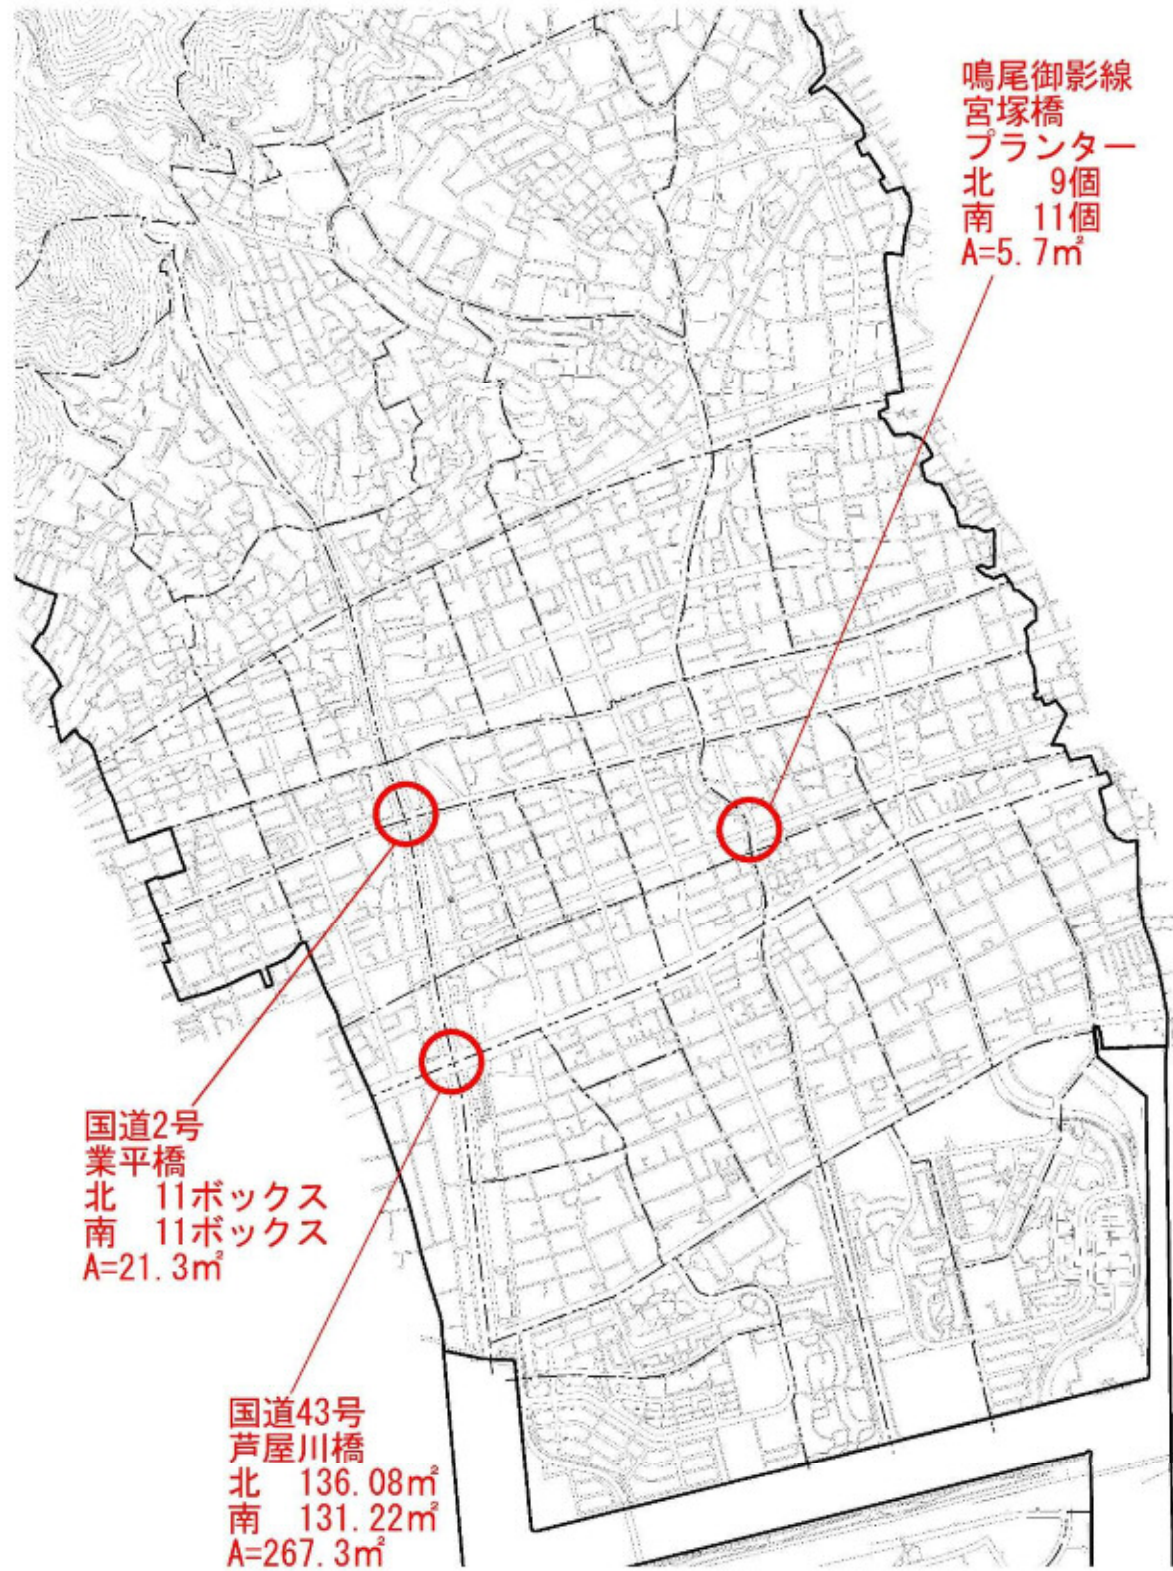 鳴尾御影線
宮塚橋
プランター
北 9個
南 11個
A=5.7㎡
国道2号
業平橋
北 11ボックス
南 11ボックス
A=21.3㎡
国道43号
芦屋川橋
北 136.08㎡
南 131.22㎡
A=267.3㎡